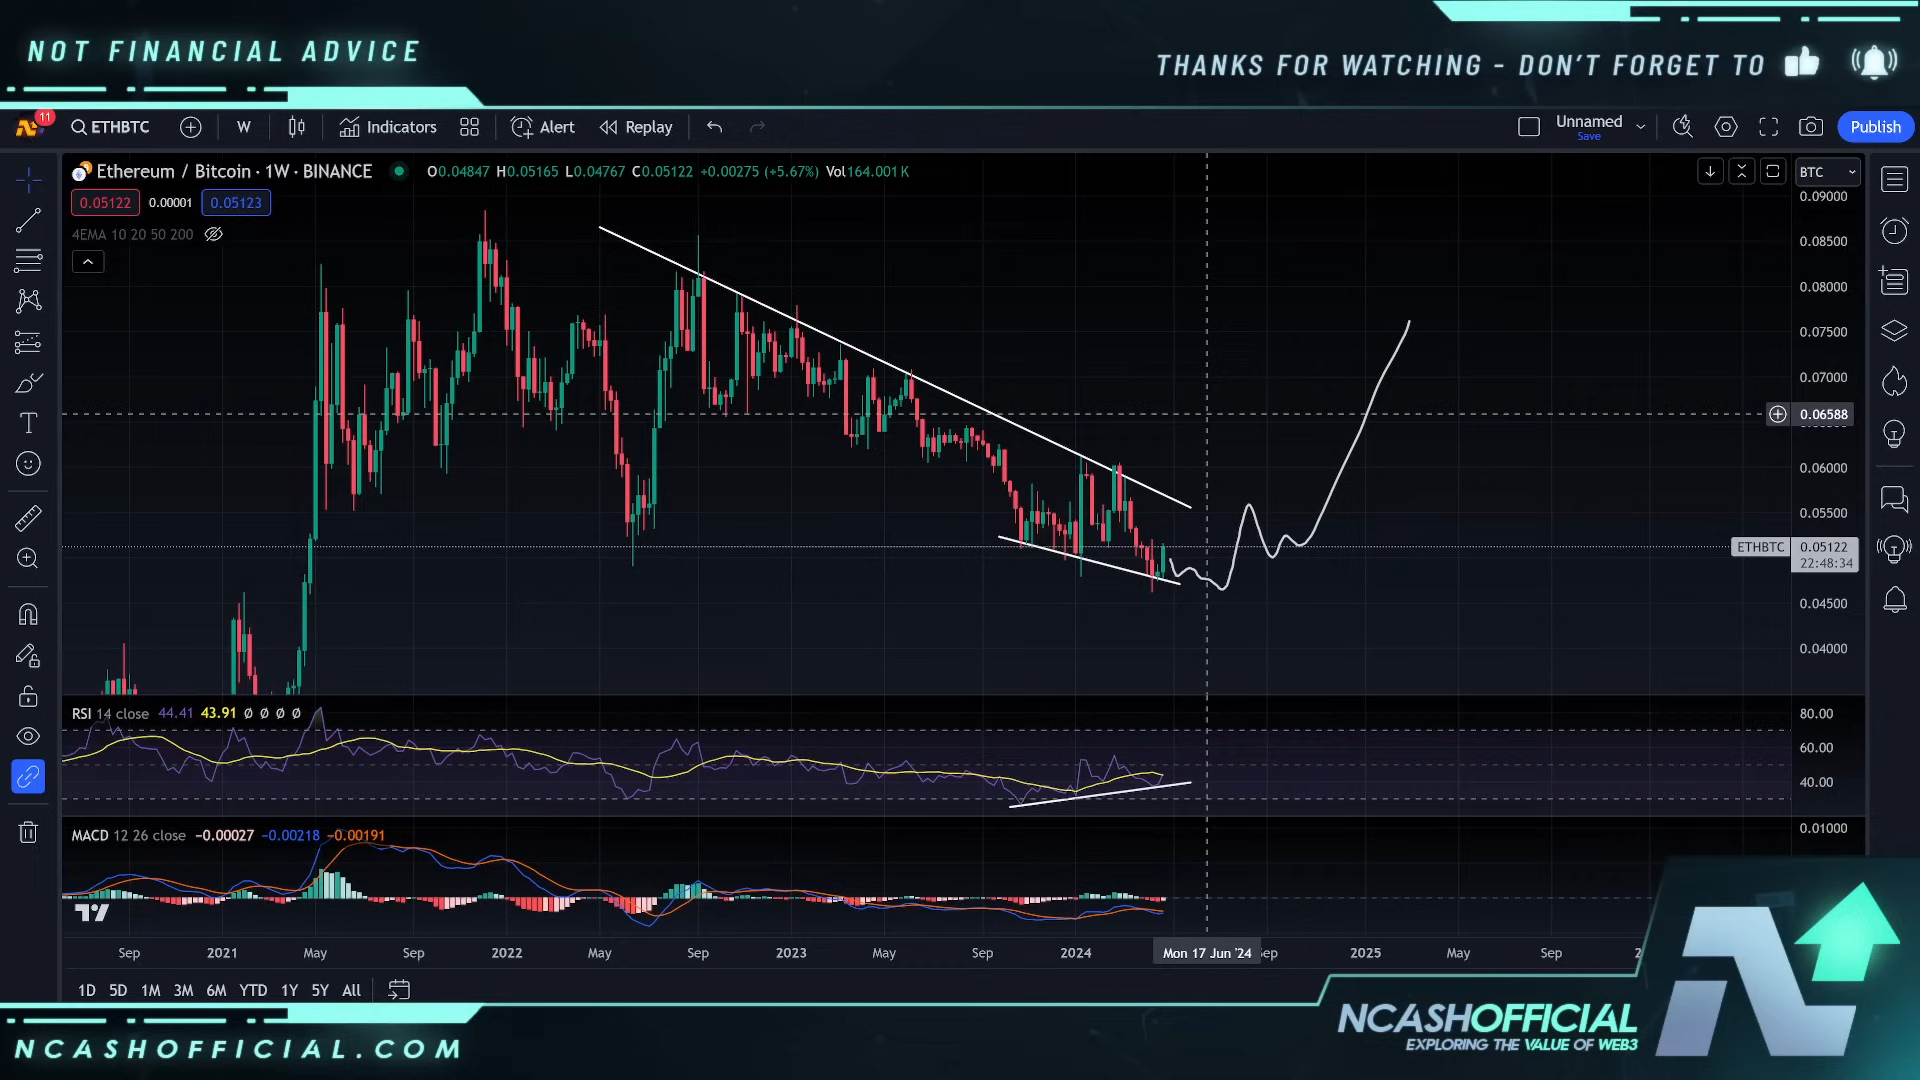 NOT FINANCIAL ADVICE
THANKS FOR WATCHING - DON'T FORGET TO
11
ETHBTC
W
Indicators
Alert
Replay
Unnamed
Save
Publish
Ethereum / Bitcoin · 1W · BINANCE
O0.04847 H0.05165 L0.04767 C0.05122 +0.00275 (+5.67%) Vol164.001 K
BTC
0.05122 0.00001 0.05123
4EMA 10 20 50 200
0.09000
0.08500
0.08000
0.07500
0.07000
0.06588
0.06000
0.05500
ETHBTC 0.05122
22:48:34
0.04500
0.04000
RSI 14 close 44.41 43.91 Ø Ø Ø Ø
80.00
60.00
40.00
MACD 12 26 close −0.00027 −0.00218 −0.00191
0.01000
Sep 2021 May Sep 2022 May Sep 2023 May Sep 2024 Mon 17 Jun '24 Sep 2025 May Sep
1D 5D 1M 3M 6M YTD 1Y 5Y All
NCASHOFFICIAL
EXPLORING THE VALUE OF WEB3
NCASHOFFICIAL.COM